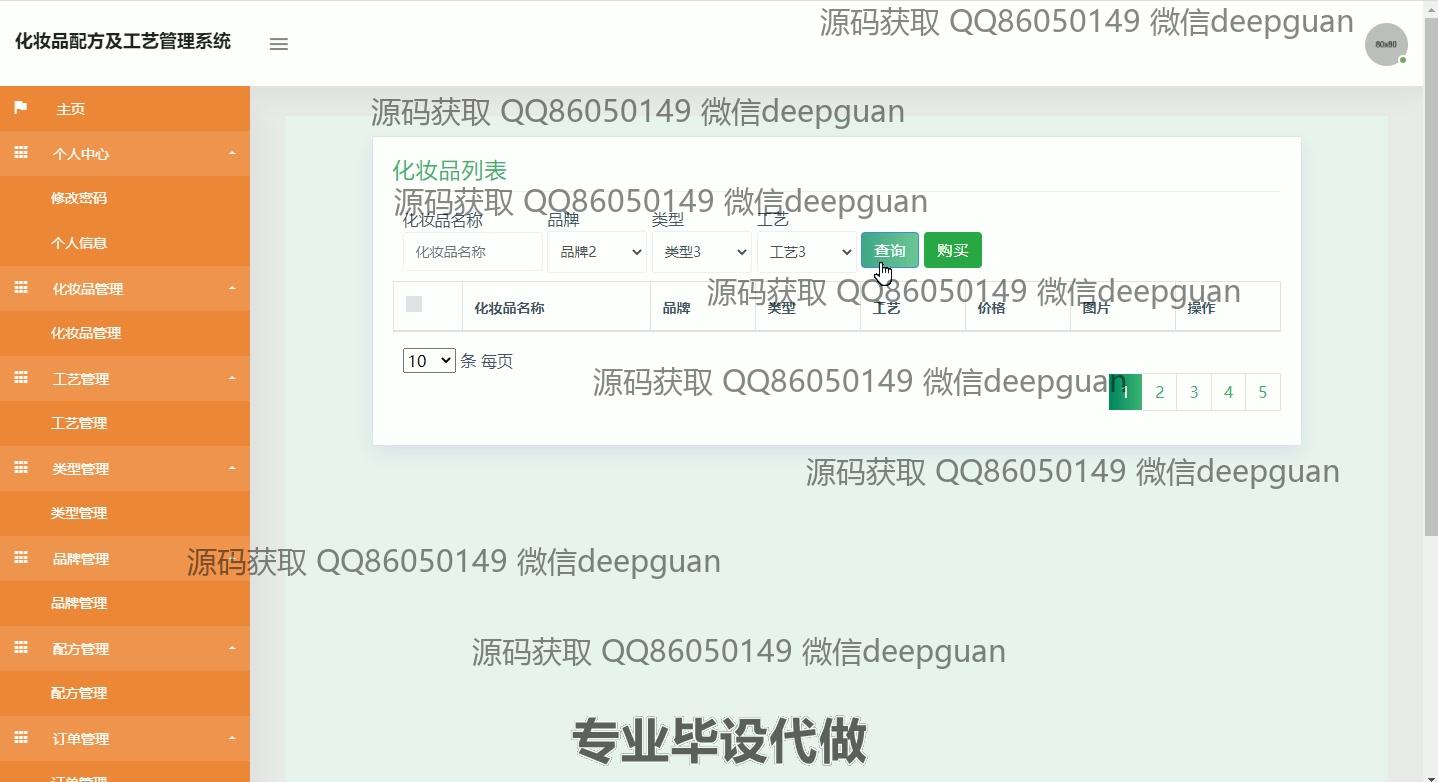 源码获取 QQ86050149 微信deepguan
化妆品配方及工艺管理系统
80x80
主页
源码获取 QQ86050149 微信deepguan
个人中心
化妆品列表
修改密码
源码获取 QQ86050149 微信deepguan
化妆品名称 品牌 类型 工艺
个人信息
化妆品名称 品牌2 类型3 工艺3 查询 购买
化妆品管理
源码获取 QQ86050149 微信deepguan
化妆品名称 品牌 类型 工艺 价格 图片 操作
化妆品管理
10 条 每页
工艺管理
源码获取 QQ86050149 微信deepguan
1 2 3 4 5
工艺管理
类型管理
源码获取 QQ86050149 微信deepguan
类型管理
品牌管理
源码获取 QQ86050149 微信deepguan
品牌管理
配方管理
源码获取 QQ86050149 微信deepguan
配方管理
订单管理
专业毕设代做
订单管理